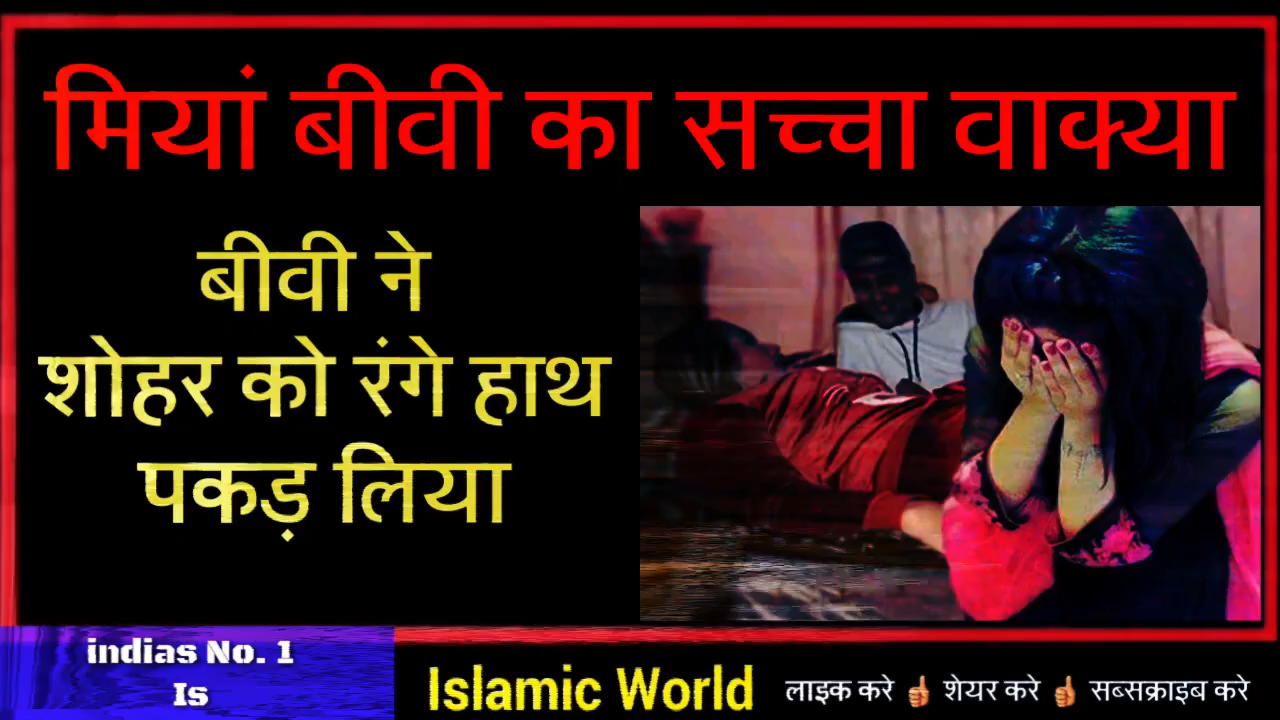 मियां बीवी का सच्चा वाक्या
बीवी ने
शोहर को रंगे हाथ
पकड़ लिया
indias No. 1
Is
Islamic World
लाइक करे 👍 शेयर करे 👍 सब्सक्राइब करे